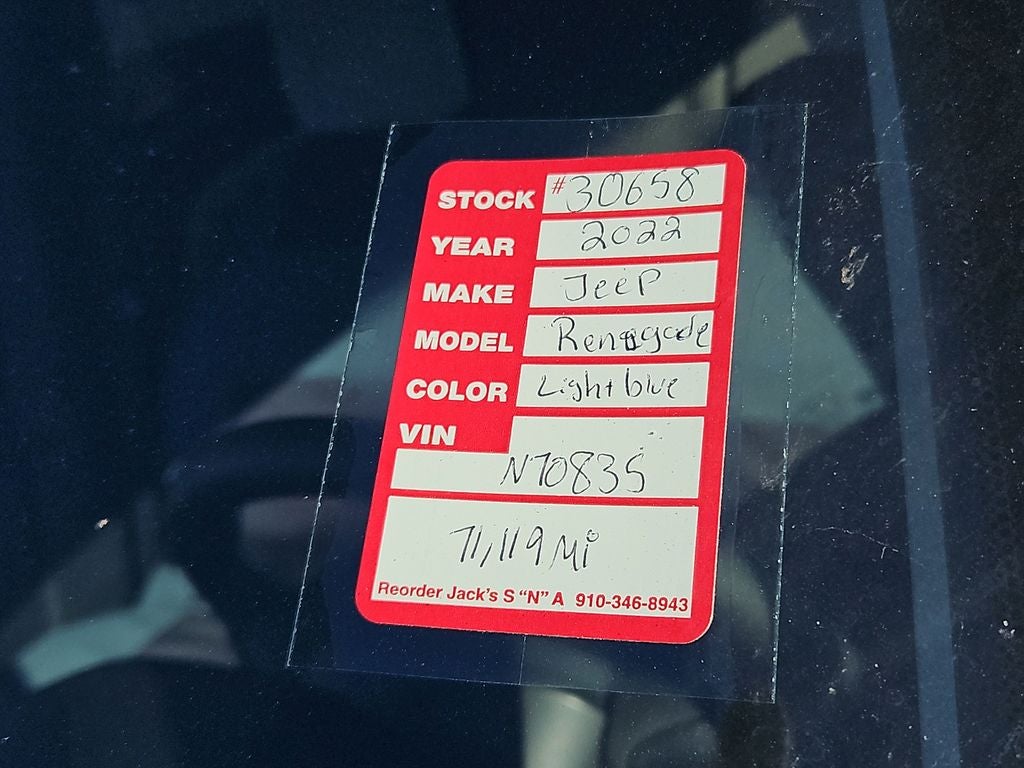 STOCK #30658
YEAR 2022
MAKE Jeep
MODEL Renegade
COLOR Light blue
VIN
N70835
71,119 Mi
Reorder Jack's S "N" A 910-346-8943